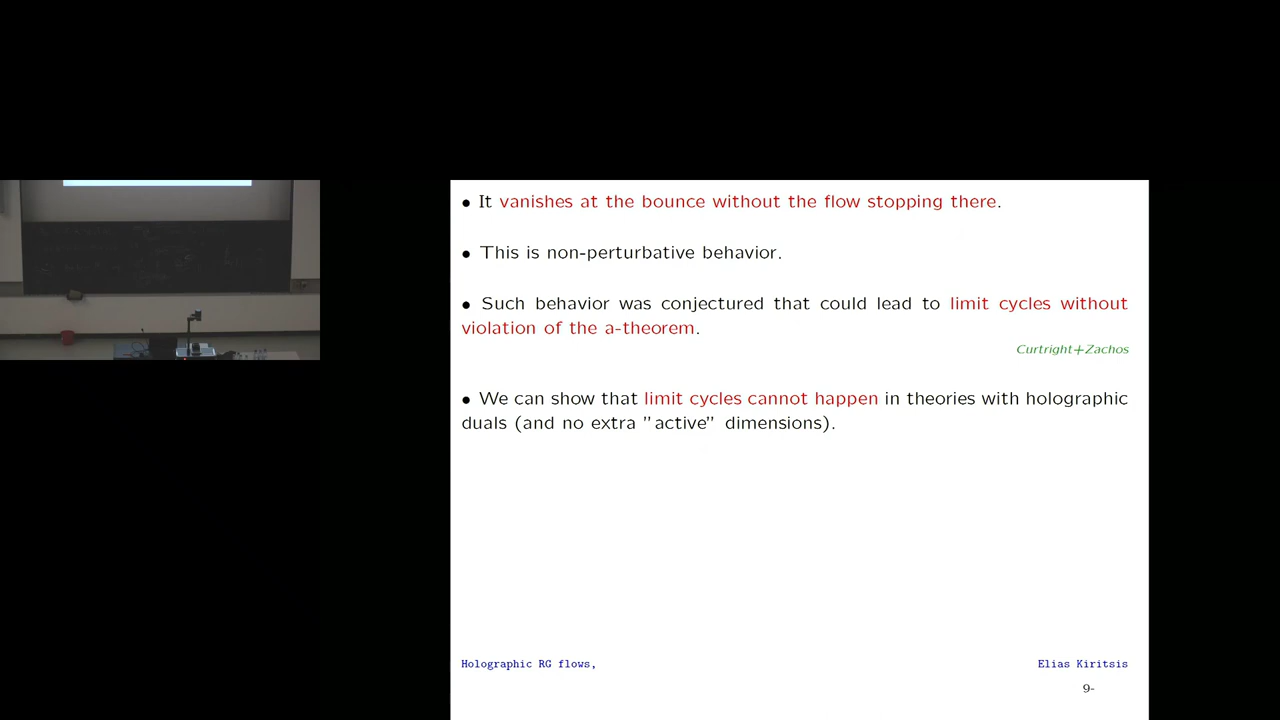 • It vanishes at the bounce without the flow stopping there.
• This is non-perturbative behavior.
• Such behavior was conjectured that could lead to limit cycles without
violation of the a-theorem.
Curtright+Zachos
• We can show that limit cycles cannot happen in theories with holographic
duals (and no extra ”active” dimensions).
Holographic RG flows,
Elias Kiritsis
9-